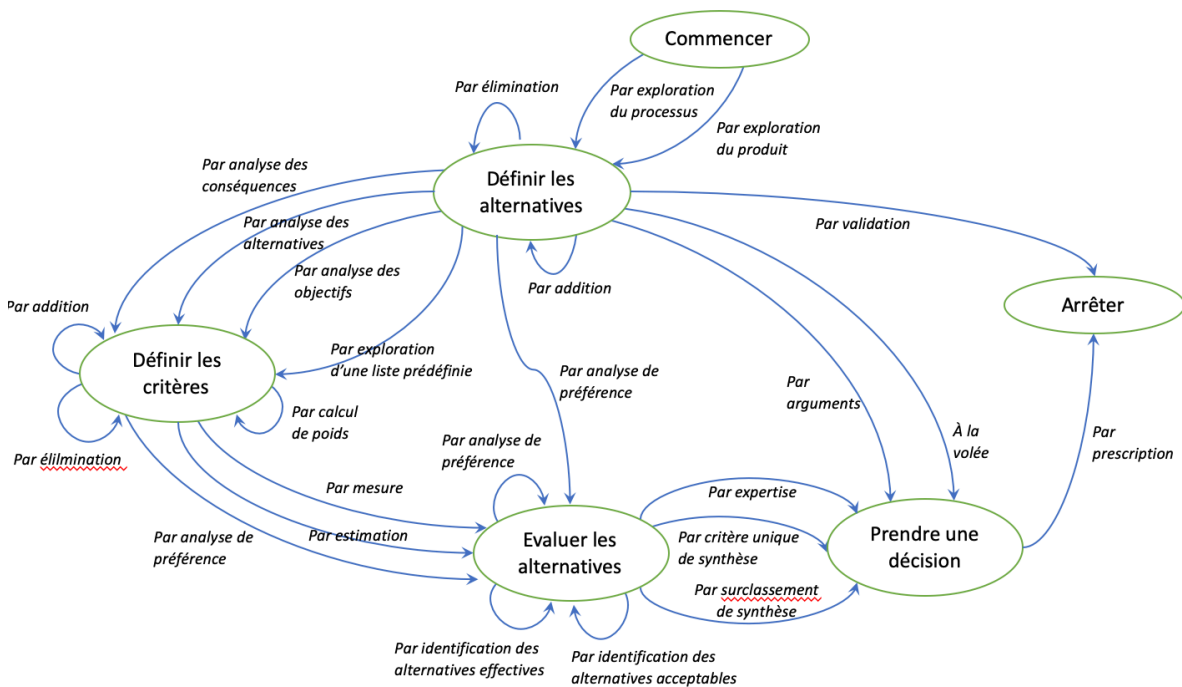 Commencer
Par élimination
Par exploration
du processus
Par exploration
du produit
Par analyse des
conséquences
Définir les
alternatives
Par analyse des
alternatives
Par validation
Par analyse des
objectifs
Par addition
Par addition
Arrêter
Définir les
critères
Par exploration
d'une liste prédéfinie
Par analyse de
préférence
Par
arguments
Par calcul
de poids
À la
volée
Par
prescription
Par élilmination
Par analyse de
préférence
Par mesure
Par expertise
Par estimation
Par analyse de
préférence
Evaluer les
alternatives
Par critère unique
de synthèse
Prendre une
décision
Par surclassement
de synthèse
Par identification des
alternatives effectives
Par identification des
alternatives acceptables